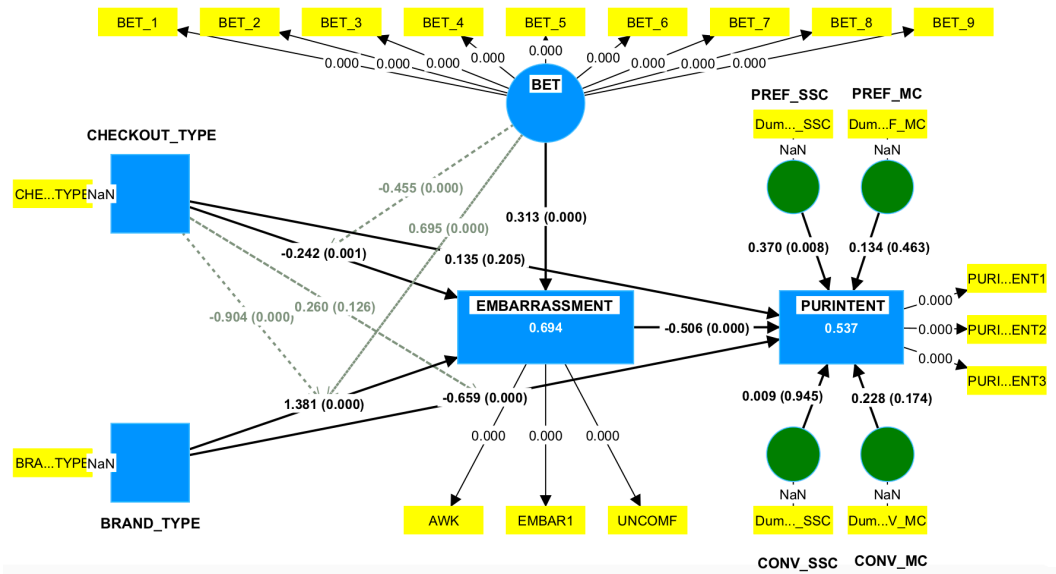 BET_1
BET_2
BET_3
BET_4
BET_5
BET_6
BET_7
BET_8
BET_9
0.000
0.000
0.000
0.000
0.000
0.000
0.000
0.000
0.000
BET
PREF_SSC
PREF_MC
Dum..._SSC
Dum...F_MC
NaN
NaN
CHECKOUT_TYPE
CHE...TYPE
NaN
-0.455 (0.000)
0.695 (0.000)
0.313 (0.000)
-0.242 (0.001)
0.135 (0.205)
0.370 (0.008)
0.134 (0.463)
-0.904 (0.000)
0.260 (0.126)
EMBARRASSMENT
0.694
-0.506 (0.000)
PURINTENT
0.537
0.000
0.000
0.000
PURI...ENT1
PURI...ENT2
PURI...ENT3
1.381 (0.000)
-0.659 (0.000)
0.009 (0.945)
0.228 (0.174)
0.000
0.000
0.000
BRA...TYPE
NaN
BRAND_TYPE
AWK
EMBAR1
UNCOMF
NaN
NaN
Dum..._SSC
Dum...V_MC
CONV_SSC
CONV_MC